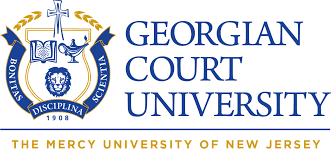 BONITAS
DISCIPLINA
SCIENTIA
1908
GEORGIAN
COURT
UNIVERSITY
THE MERCY UNIVERSITY OF NEW JERSEY